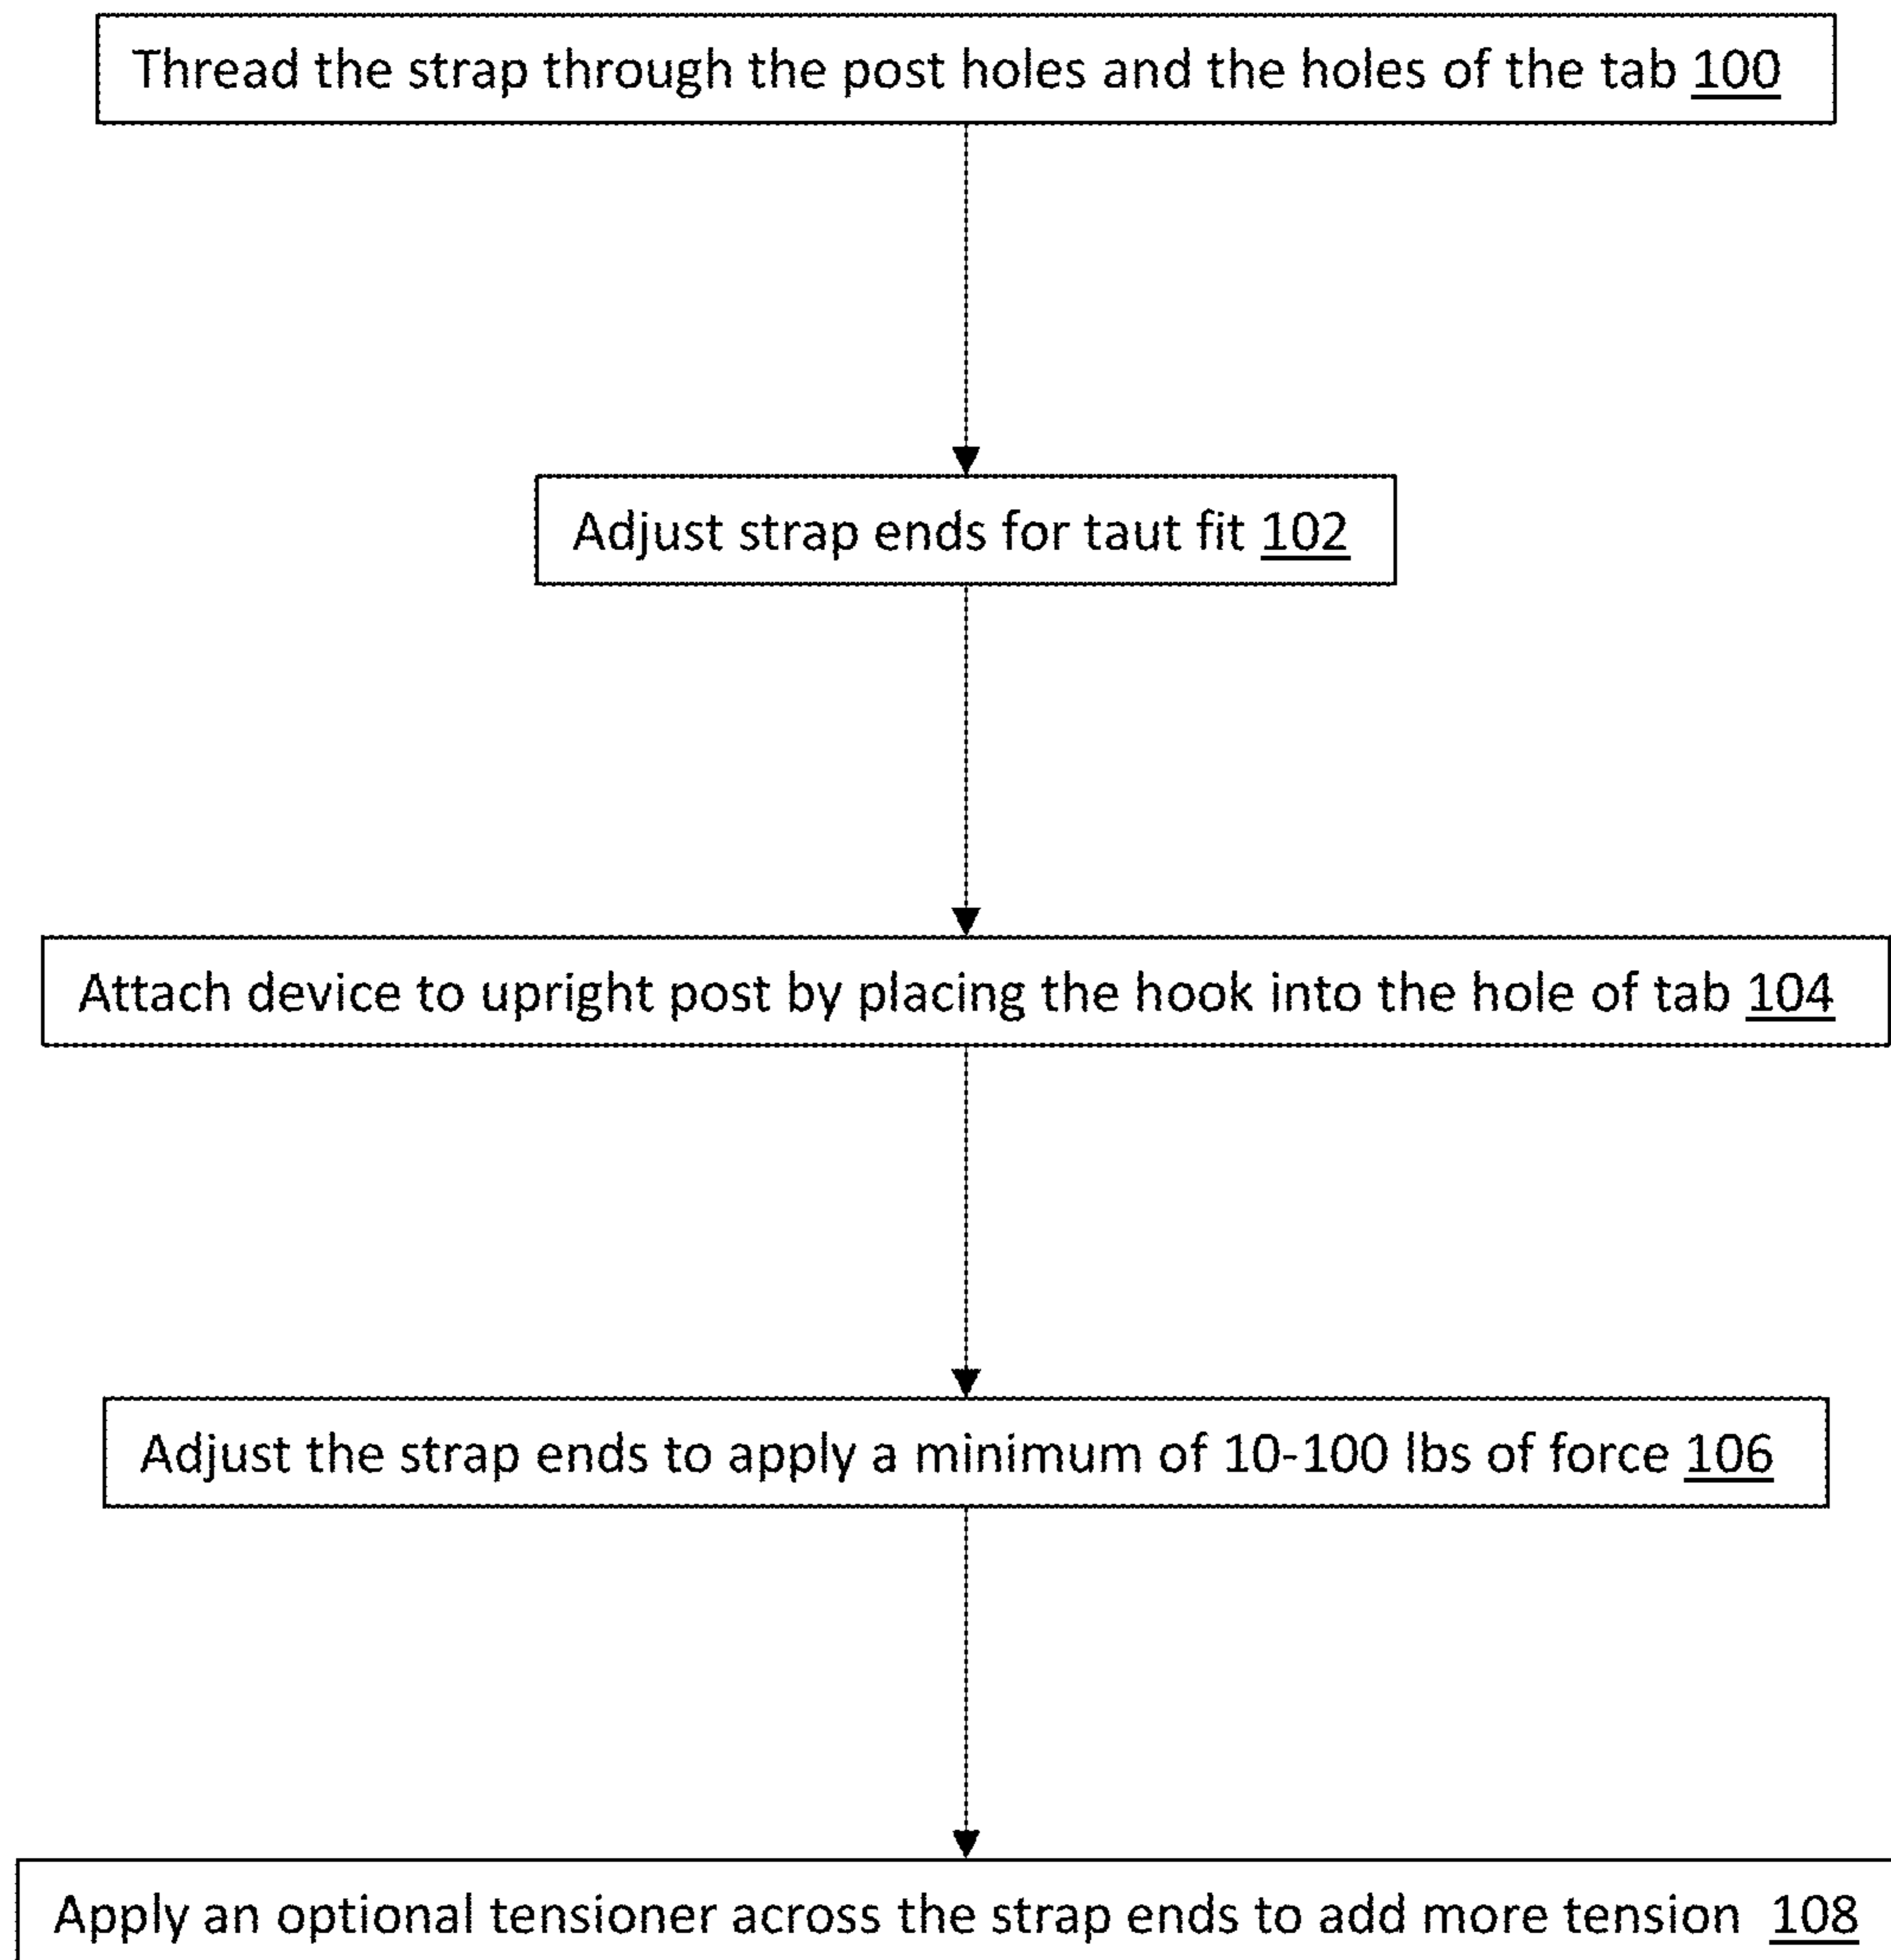 Thread the strap through the post holes and the holes of the tab 100
Adjust strap ends for taut fit 102
Attach device to upright post by placing the hook into the hole of tab 104
Adjust the strap ends to apply a minimum of 10-100 lbs of force 106
Apply an optional tensioner across the strap ends to add more tension 108